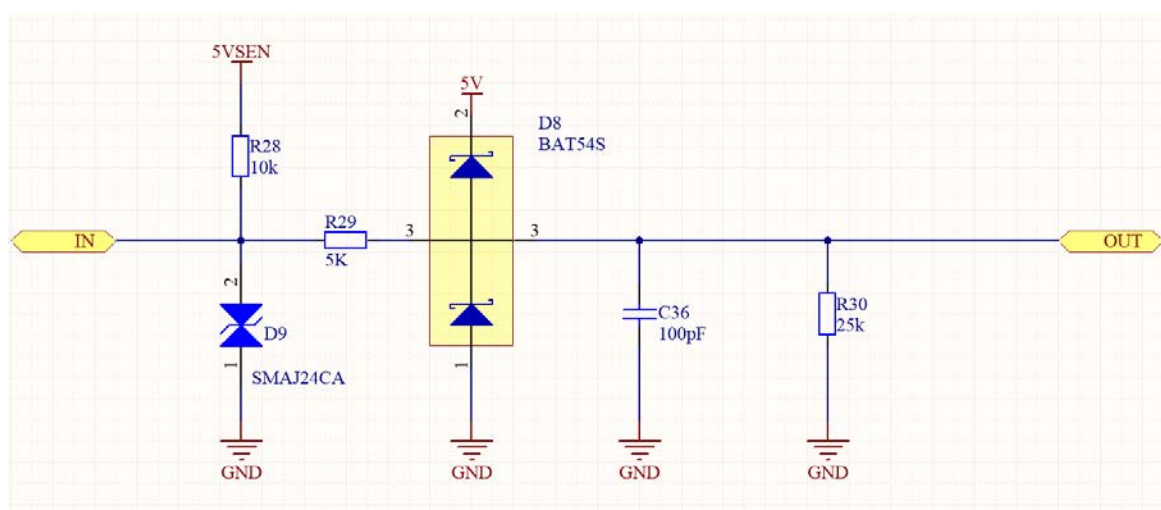 5VSEN
5V
2
D8
BAT54S
R28
10k
IN
R29
5K
3
3
OUT
2
D9
1
SMAJ24CA
1
C36
100pF
R30
25k
GND
GND
GND
GND